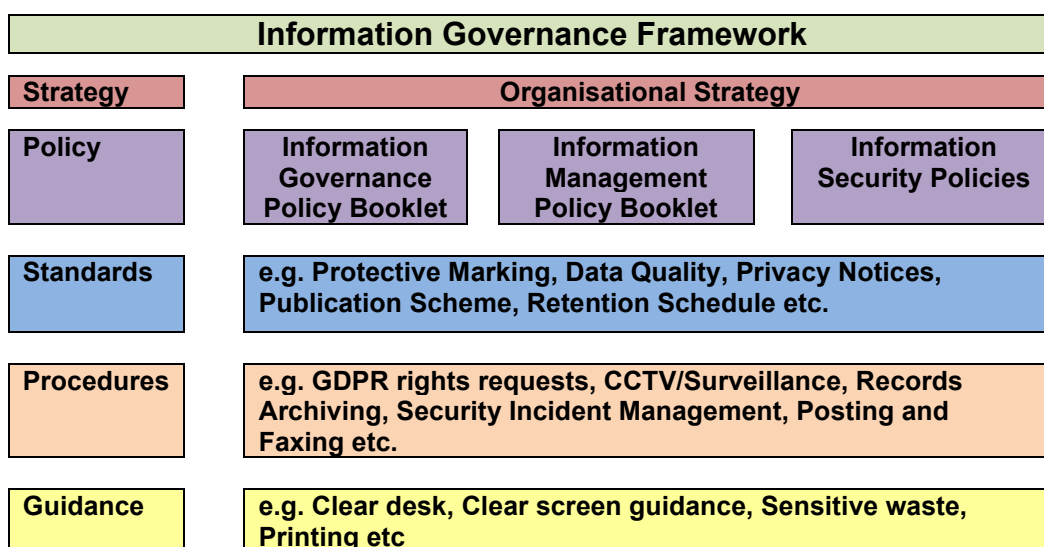 Information Governance Framework
Strategy
Organisational Strategy
Policy
Information
Governance
Policy Booklet
Information
Management
Policy Booklet
Information
Security Policies
Standards
e.g. Protective Marking, Data Quality, Privacy Notices,
Publication Scheme, Retention Schedule etc.
Procedures
e.g. GDPR rights requests, CCTV/Surveillance, Records
Archiving, Security Incident Management, Posting and
Faxing etc.
Guidance
e.g. Clear desk, Clear screen guidance, Sensitive waste,
Printing etc